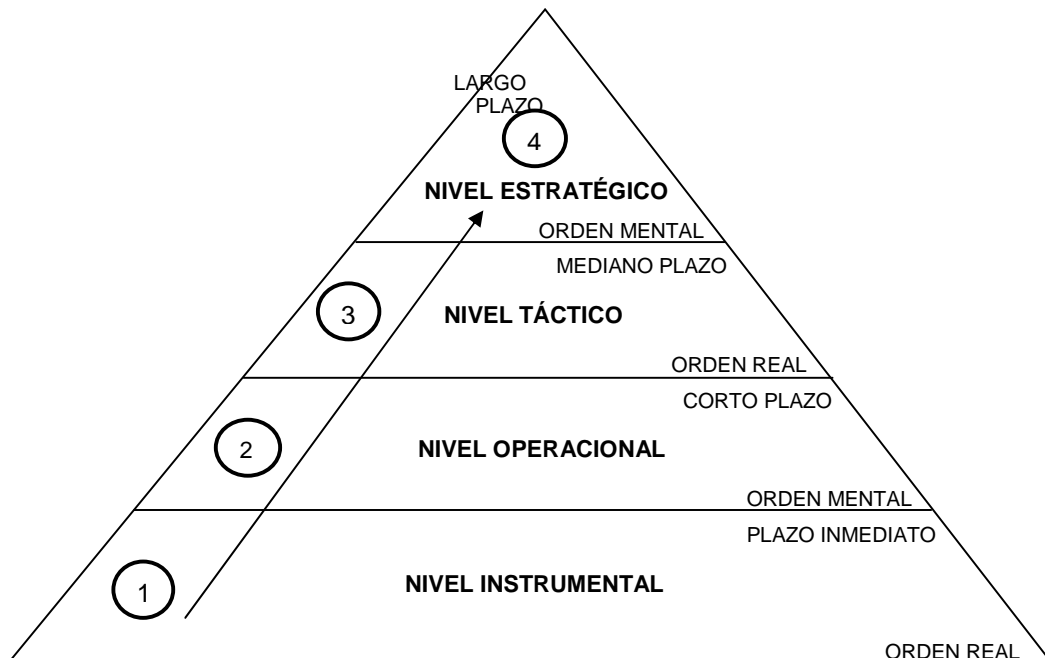 LARGO
PLAZO
4
NIVEL ESTRATÉGICO
ORDEN MENTAL
MEDIANO PLAZO
3
NIVEL TÁCTICO
ORDEN REAL
CORTO PLAZO
2
NIVEL OPERACIONAL
ORDEN MENTAL
PLAZO INMEDIATO
1
NIVEL INSTRUMENTAL
ORDEN REAL